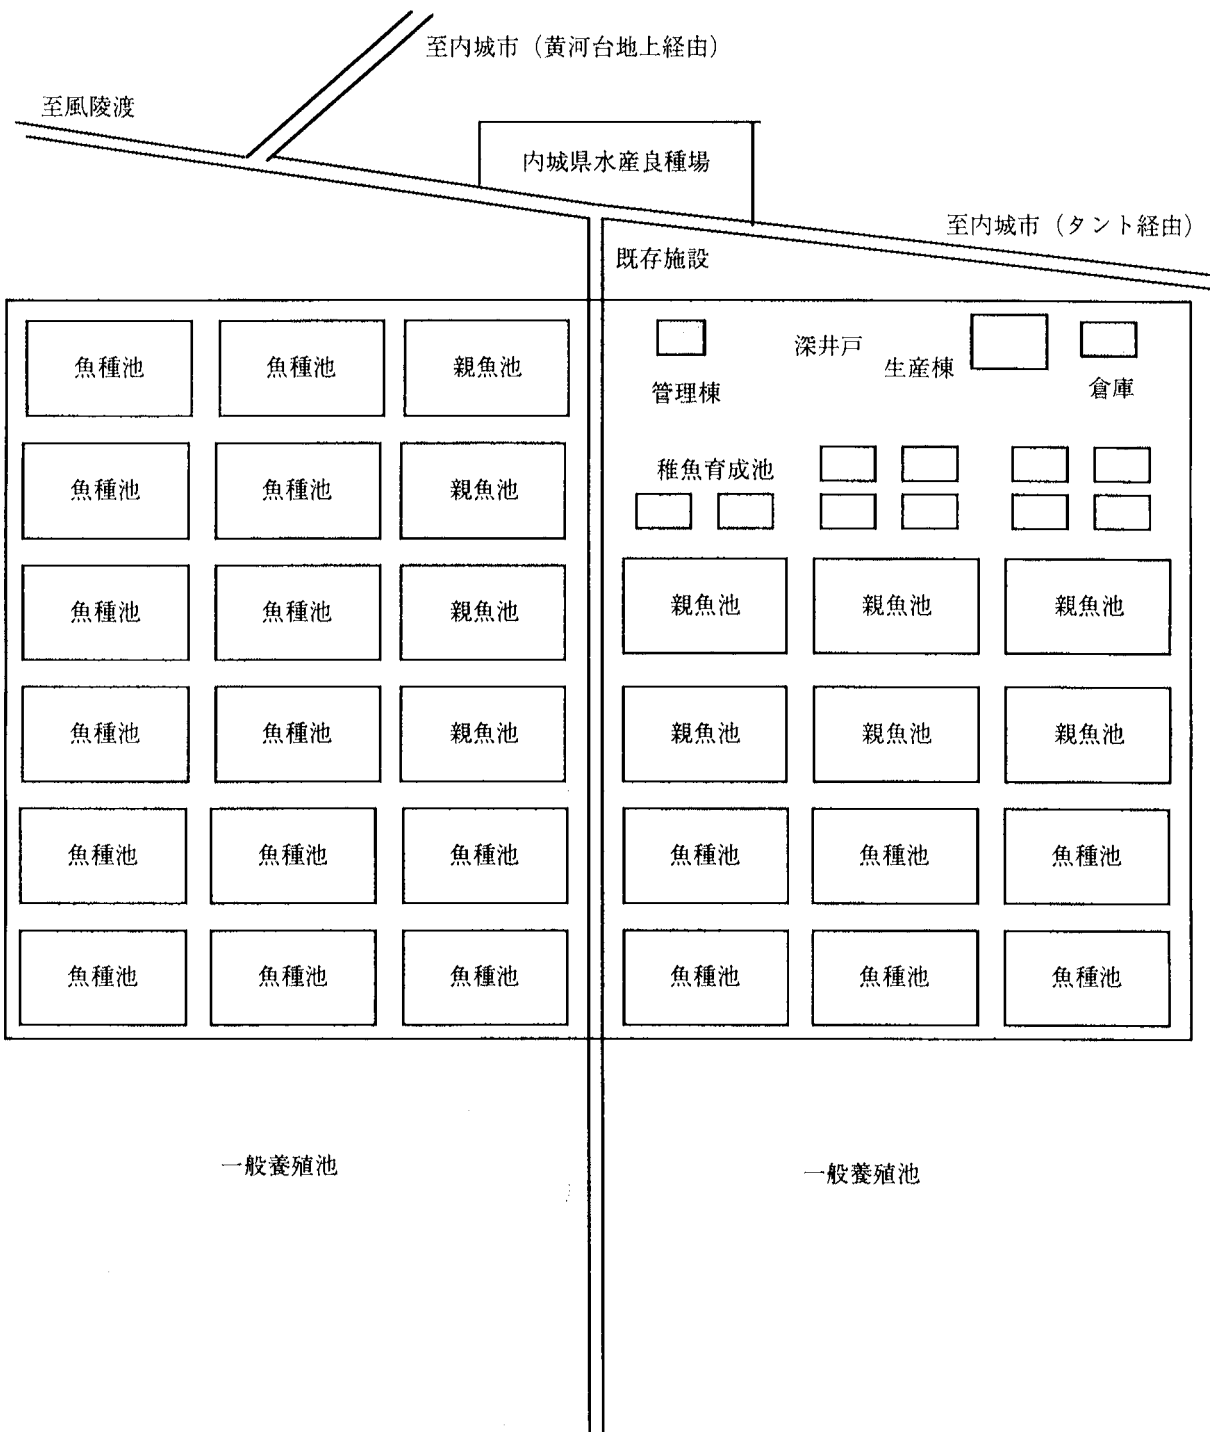 至内城市（黄河台地上経由）
至風陵渡
内城県水産良種場
至内城市（タント経由）
既存施設
魚種池 魚種池 親魚池
深井戸
生産棟
管理棟
倉庫
魚種池 魚種池 親魚池
稚魚育成池
魚種池 魚種池 親魚池 親魚池 親魚池 親魚池
魚種池 魚種池 親魚池 親魚池 親魚池 親魚池
魚種池 魚種池 魚種池 魚種池 魚種池 魚種池
魚種池 魚種池 魚種池 魚種池 魚種池 魚種池
一般養殖池
一般養殖池